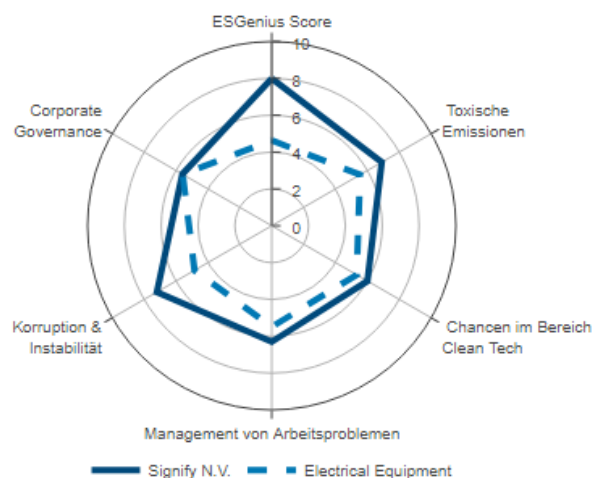 ESGenius Score
10
8
6
4
2
0
Toxische
Emissionen
Chancen im Bereich
Clean Tech
Management von Arbeitsproblemen
Korruption &
Instabilität
Corporate
Governance
Signify N.V. Electrical Equipment